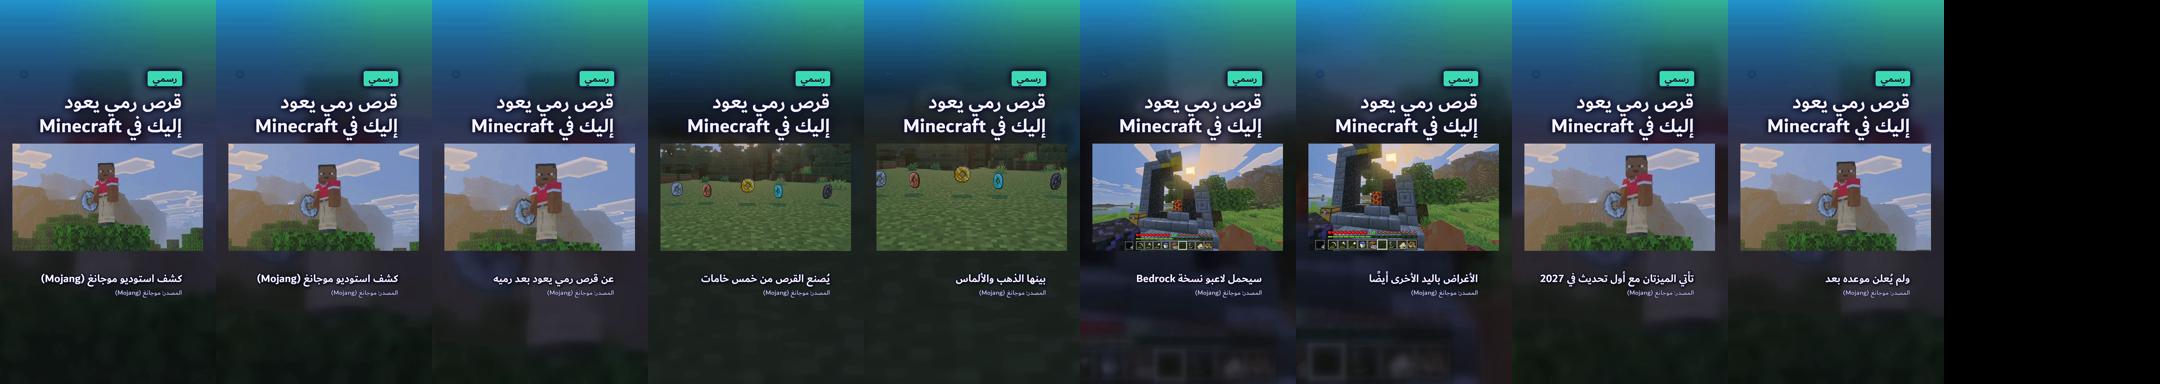 رسمي
قرص رمي يعود
إليك في Minecraft
كشف استوديو موجانغ (Mojang)
المصدر: موجانغ (Mojang)
رسمي
قرص رمي يعود
إليك في Minecraft
كشف استوديو موجانغ (Mojang)
المصدر: موجانغ (Mojang)
رسمي
قرص رمي يعود
إليك في Minecraft
عن قرص رمي يعود بعد رميه
المصدر: موجانغ (Mojang)
رسمي
قرص رمي يعود
إليك في Minecraft
يُصنع القرص من خمس خامات
المصدر: موجانغ (Mojang)
رسمي
قرص رمي يعود
إليك في Minecraft
بينها الذهب والألماس
المصدر: موجانغ (Mojang)
رسمي
قرص رمي يعود
إليك في Minecraft
سيحمل لاعبو نسخة Bedrock
المصدر: موجانغ (Mojang)
رسمي
قرص رمي يعود
إليك في Minecraft
الأغراض باليد الأخرى أيضًا
المصدر: موجانغ (Mojang)
رسمي
قرص رمي يعود
إليك في Minecraft
تأتي الميزتان مع أول تحديث في 2027
المصدر: موجانغ (Mojang)
رسمي
قرص رمي يعود
إليك في Minecraft
ولم يُعلن موعده بعد
المصدر: موجانغ (Mojang)